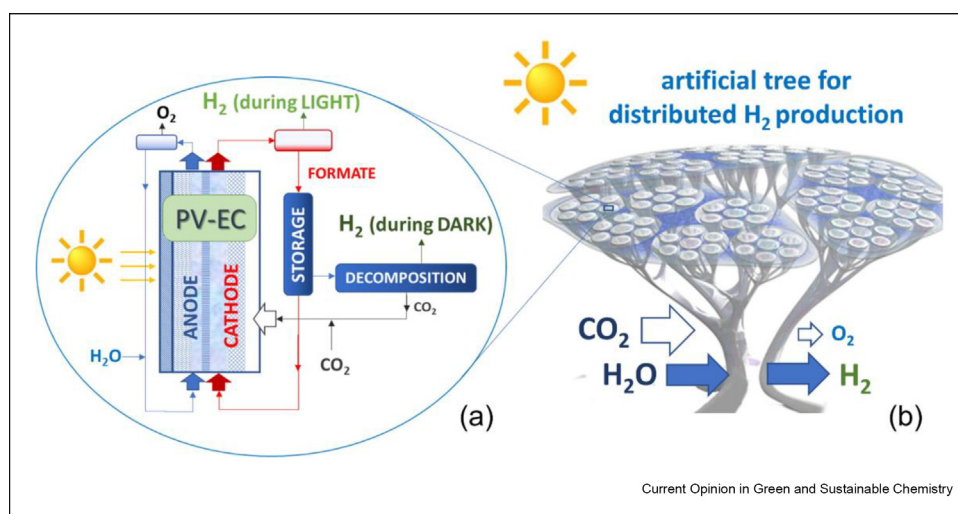 artificial tree for
distributed H₂ production
H₂ (during LIGHT)
O₂
FORMATE
PV-EC
STORAGE
H₂ (during DARK)
DECOMPOSITION
ANODE
CATHODE
CO₂
H₂O
CO₂
(a)
CO₂
O₂
H₂O
H₂
(b)
Current Opinion in Green and Sustainable Chemistry